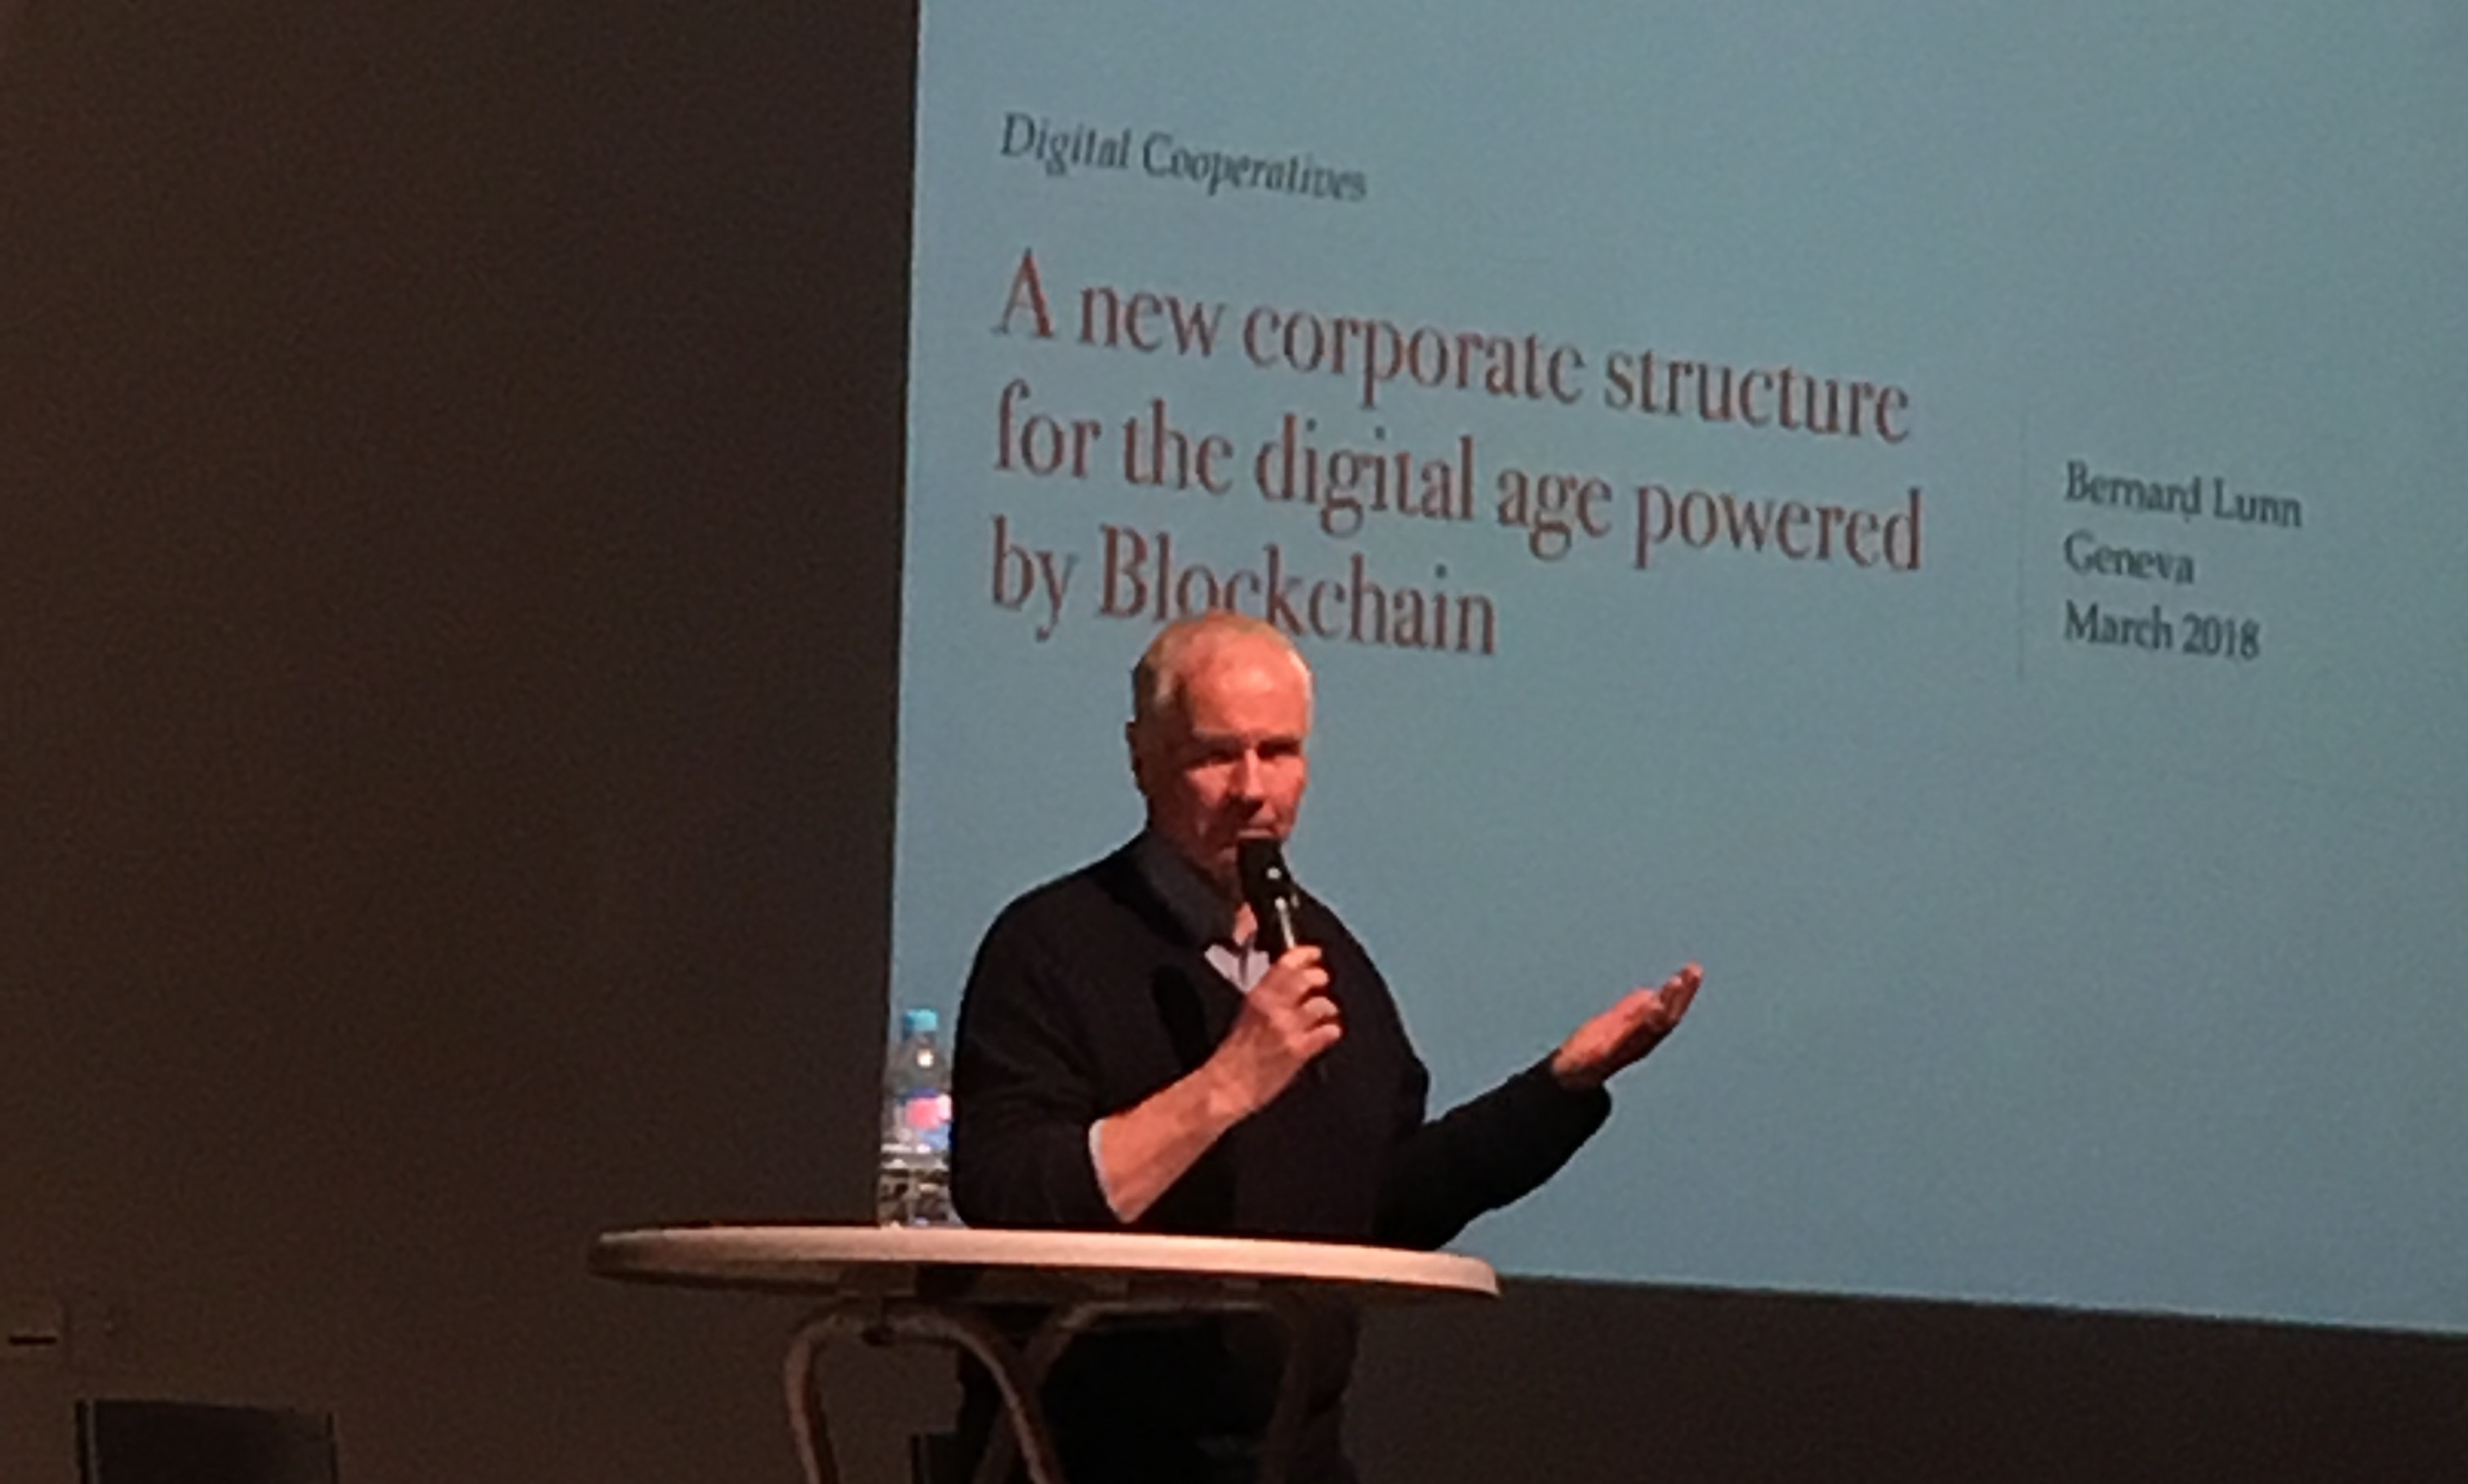 Digital Cooperatives
A new corporate structure
for the digital age powered
by Blockchain
Bernard Lunn
Geneva
March 2018